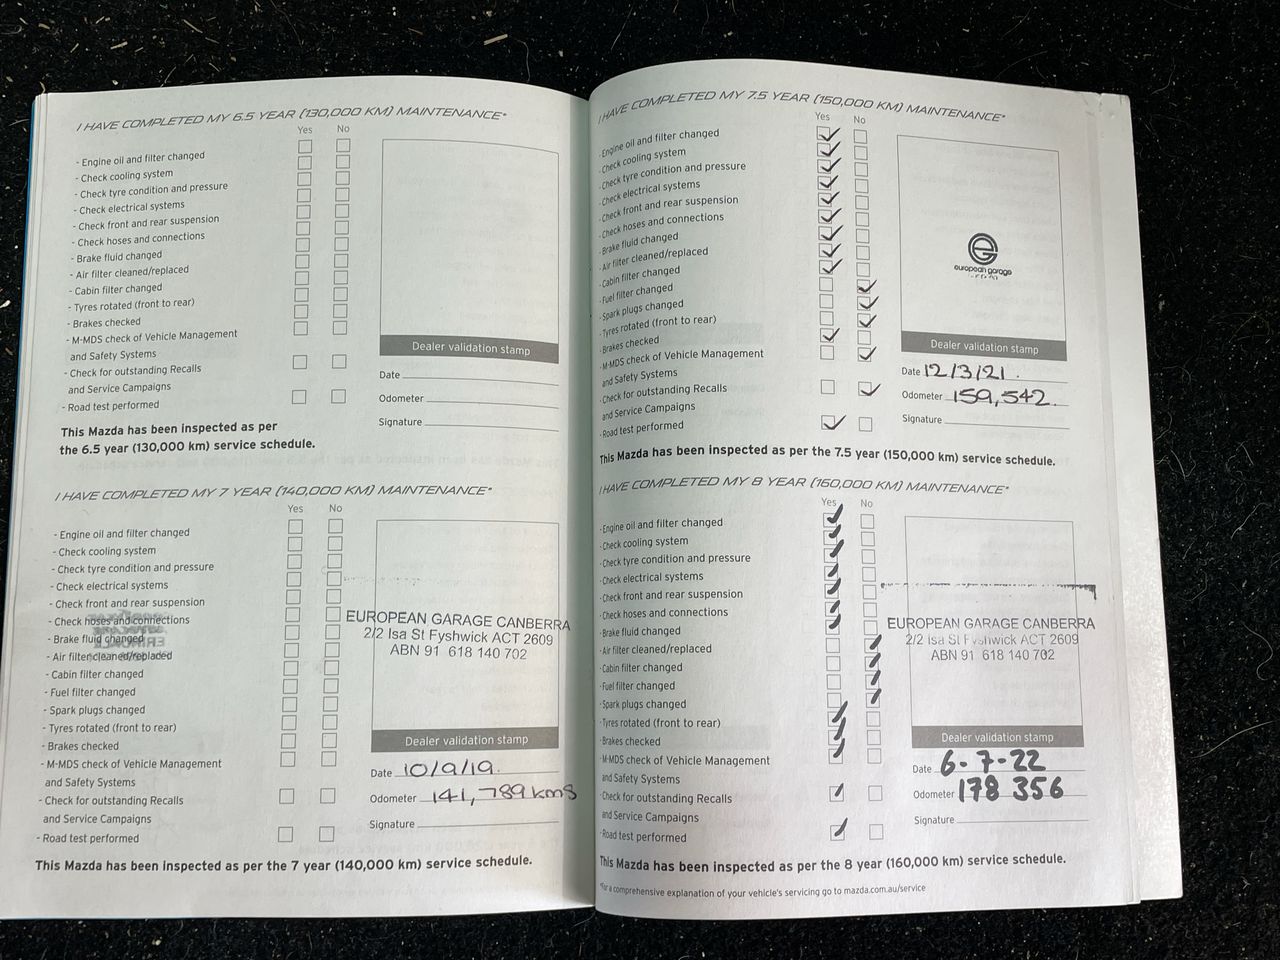 I HAVE COMPLETED MY 6.5 YEAR (130,000 KM) MAINTENANCE*
Yes No
- Engine oil and filter changed
- Check cooling system
- Check tyre condition and pressure
- Check electrical systems
- Check front and rear suspension
- Check hoses and connections
- Brake fluid changed
- Air filter cleaned/replaced
- Cabin filter changed
- Tyres rotated (front to rear)
- Brakes checked
- M-MDS check of Vehicle Management
and Safety Systems
- Check for outstanding Recalls
and Service Campaigns
- Road test performed
Dealer validation stamp
Date
Odometer
Signature
This Mazda has been inspected as per
the 6.5 year (130,000 km) service schedule.
I HAVE COMPLETED MY 7 YEAR (140,000 KM) MAINTENANCE*
Yes No
- Engine oil and filter changed
- Check cooling system
- Check tyre condition and pressure
- Check electrical systems
- Check front and rear suspension
- Check hoses and connections
- Brake fluid changed
- Air filter cleaned/replaced
- Cabin filter changed
- Fuel filter changed
- Spark plugs changed
- Tyres rotated (front to rear)
- Brakes checked
- M-MDS check of Vehicle Management
and Safety Systems
- Check for outstanding Recalls
and Service Campaigns
- Road test performed
EUROPEAN GARAGE CANBERRA
2/2 Isa St Fyshwick ACT 2609
ABN 91 618 140 702
Dealer validation stamp
Date 10/9/19.
Odometer 141,789kms
Signature
This Mazda has been inspected as per the 7 year (140,000 km) service schedule.
I HAVE COMPLETED MY 7.5 YEAR (150,000 KM) MAINTENANCE*
Yes No
- Engine oil and filter changed
- Check cooling system
- Check tyre condition and pressure
- Check electrical systems
- Check front and rear suspension
- Check hoses and connections
- Brake fluid changed
- Air filter cleaned/replaced
- Cabin filter changed
- Fuel filter changed
- Spark plugs changed
- Tyres rotated (front to rear)
- Brakes checked
- M-MDS check of Vehicle Management
and Safety Systems
- Check for outstanding Recalls
and Service Campaigns
- Road test performed
european garage
Dealer validation stamp
Date 12/3/21.
Odometer 159,542.
Signature
This Mazda has been inspected as per the 7.5 year (150,000 km) service schedule.
I HAVE COMPLETED MY 8 YEAR (160,000 KM) MAINTENANCE*
Yes No
- Engine oil and filter changed
- Check cooling system
- Check tyre condition and pressure
- Check electrical systems
- Check front and rear suspension
- Check hoses and connections
- Brake fluid changed
- Air filter cleaned/replaced
- Cabin filter changed
- Fuel filter changed
- Spark plugs changed
- Tyres rotated (front to rear)
- Brakes checked
- M-MDS check of Vehicle Management
and Safety Systems
- Check for outstanding Recalls
and Service Campaigns
- Road test performed
EUROPEAN GARAGE CANBERRA
2/2 Isa St Fyshwick ACT 2609
ABN 91 618 140 702
Dealer validation stamp
Date 6-7-22
Odometer 178 356
Signature
This Mazda has been inspected as per the 8 year (160,000 km) service schedule.
*For a comprehensive explanation of your vehicle's servicing go to mazda.com.au/service